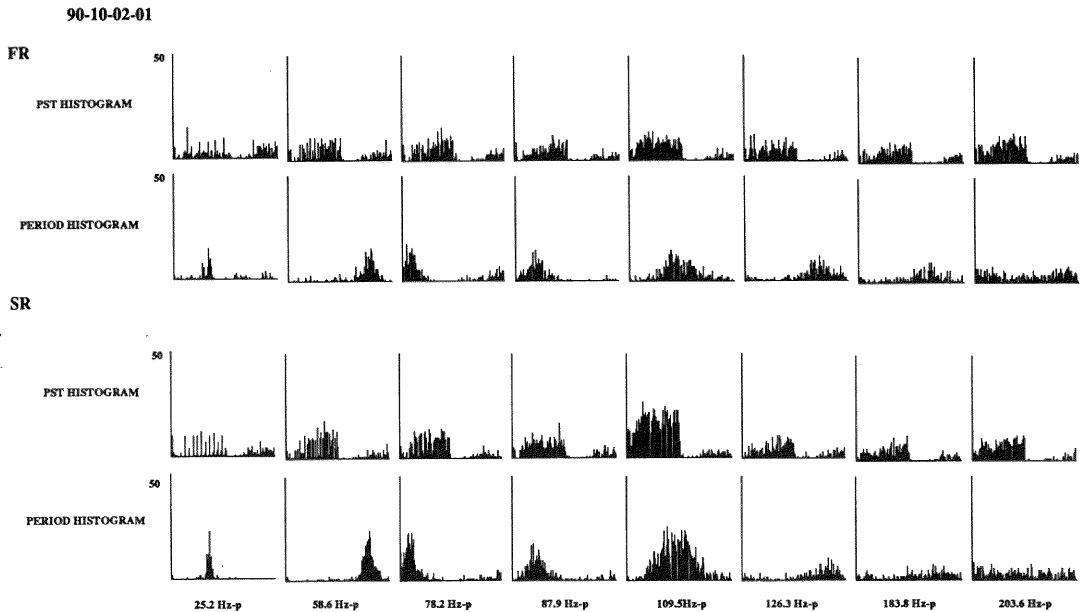 90-10-02-01
FR
50
PST HISTOGRAM
50
PERIOD HISTOGRAM
SR
50
PST HISTOGRAM
50
PERIOD HISTOGRAM
25.2 Hz-p 58.6 Hz-p 78.2 Hz-p 87.9 Hz-p 109.5Hz-p 126.3 Hz-p 183.8 Hz-p 203.6 Hz-p